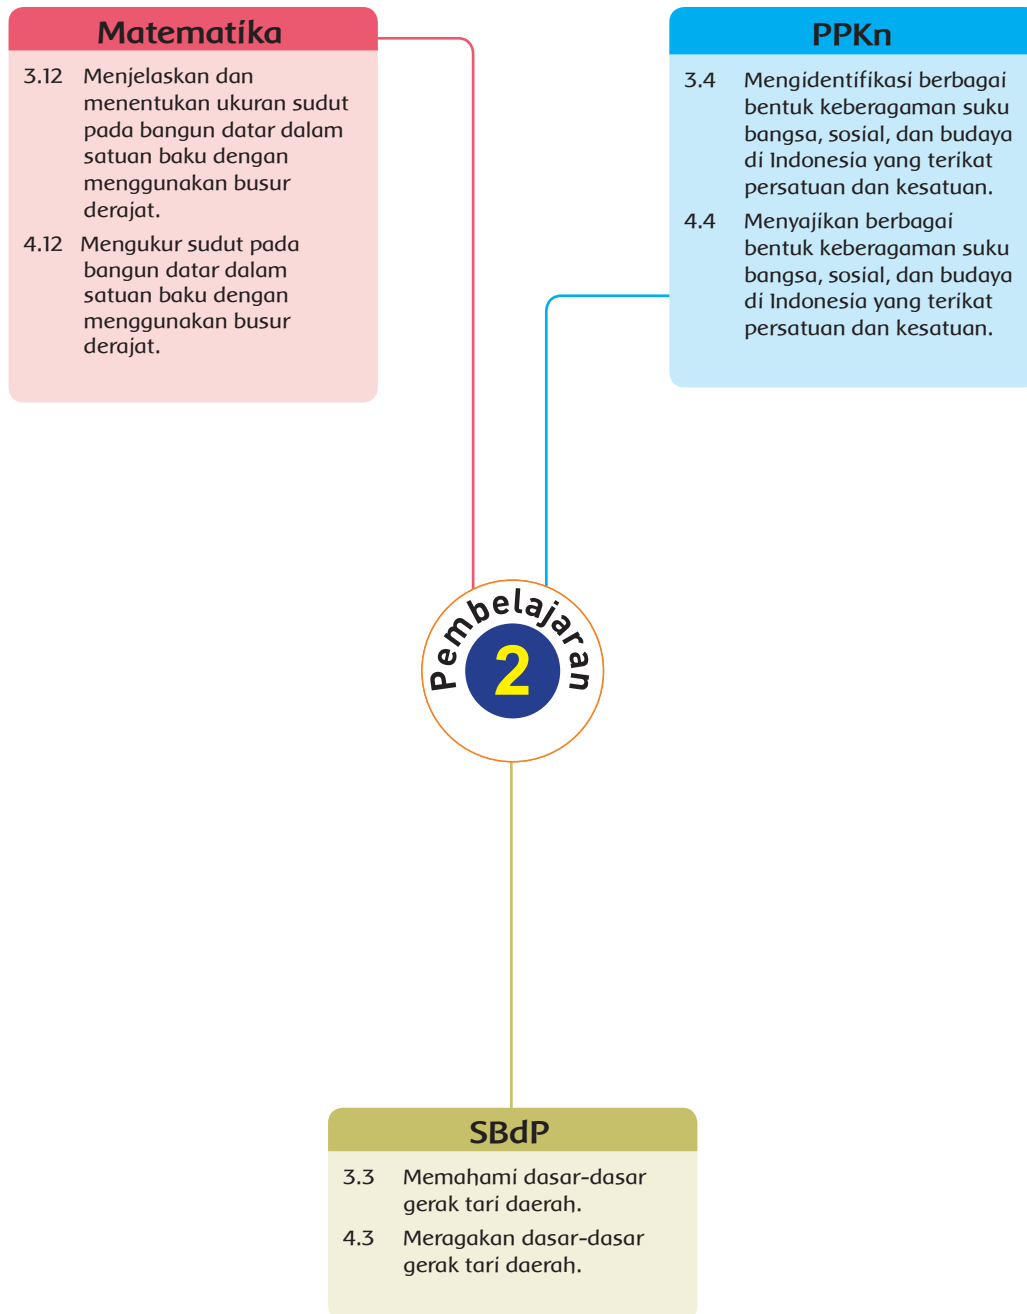 Matematika
3.12 Menjelaskan dan
menentukan ukuran sudut
pada bangun datar dalam
satuan baku dengan
menggunakan busur
derajat.
4.12 Mengukur sudut pada
bangun datar dalam
satuan baku dengan
menggunakan busur
derajat.
PPKn
3.4 Mengidentifikasi berbagai
bentuk keberagaman suku
bangsa, sosial, dan budaya
di Indonesia yang terikat
persatuan dan kesatuan.
4.4 Menyajikan berbagai
bentuk keberagaman suku
bangsa, sosial, dan budaya
di Indonesia yang terikat
persatuan dan kesatuan.
Pembelajaran
2
SBdP
3.3 Memahami dasar-dasar
gerak tari daerah.
4.3 Meragakan dasar-dasar
gerak tari daerah.